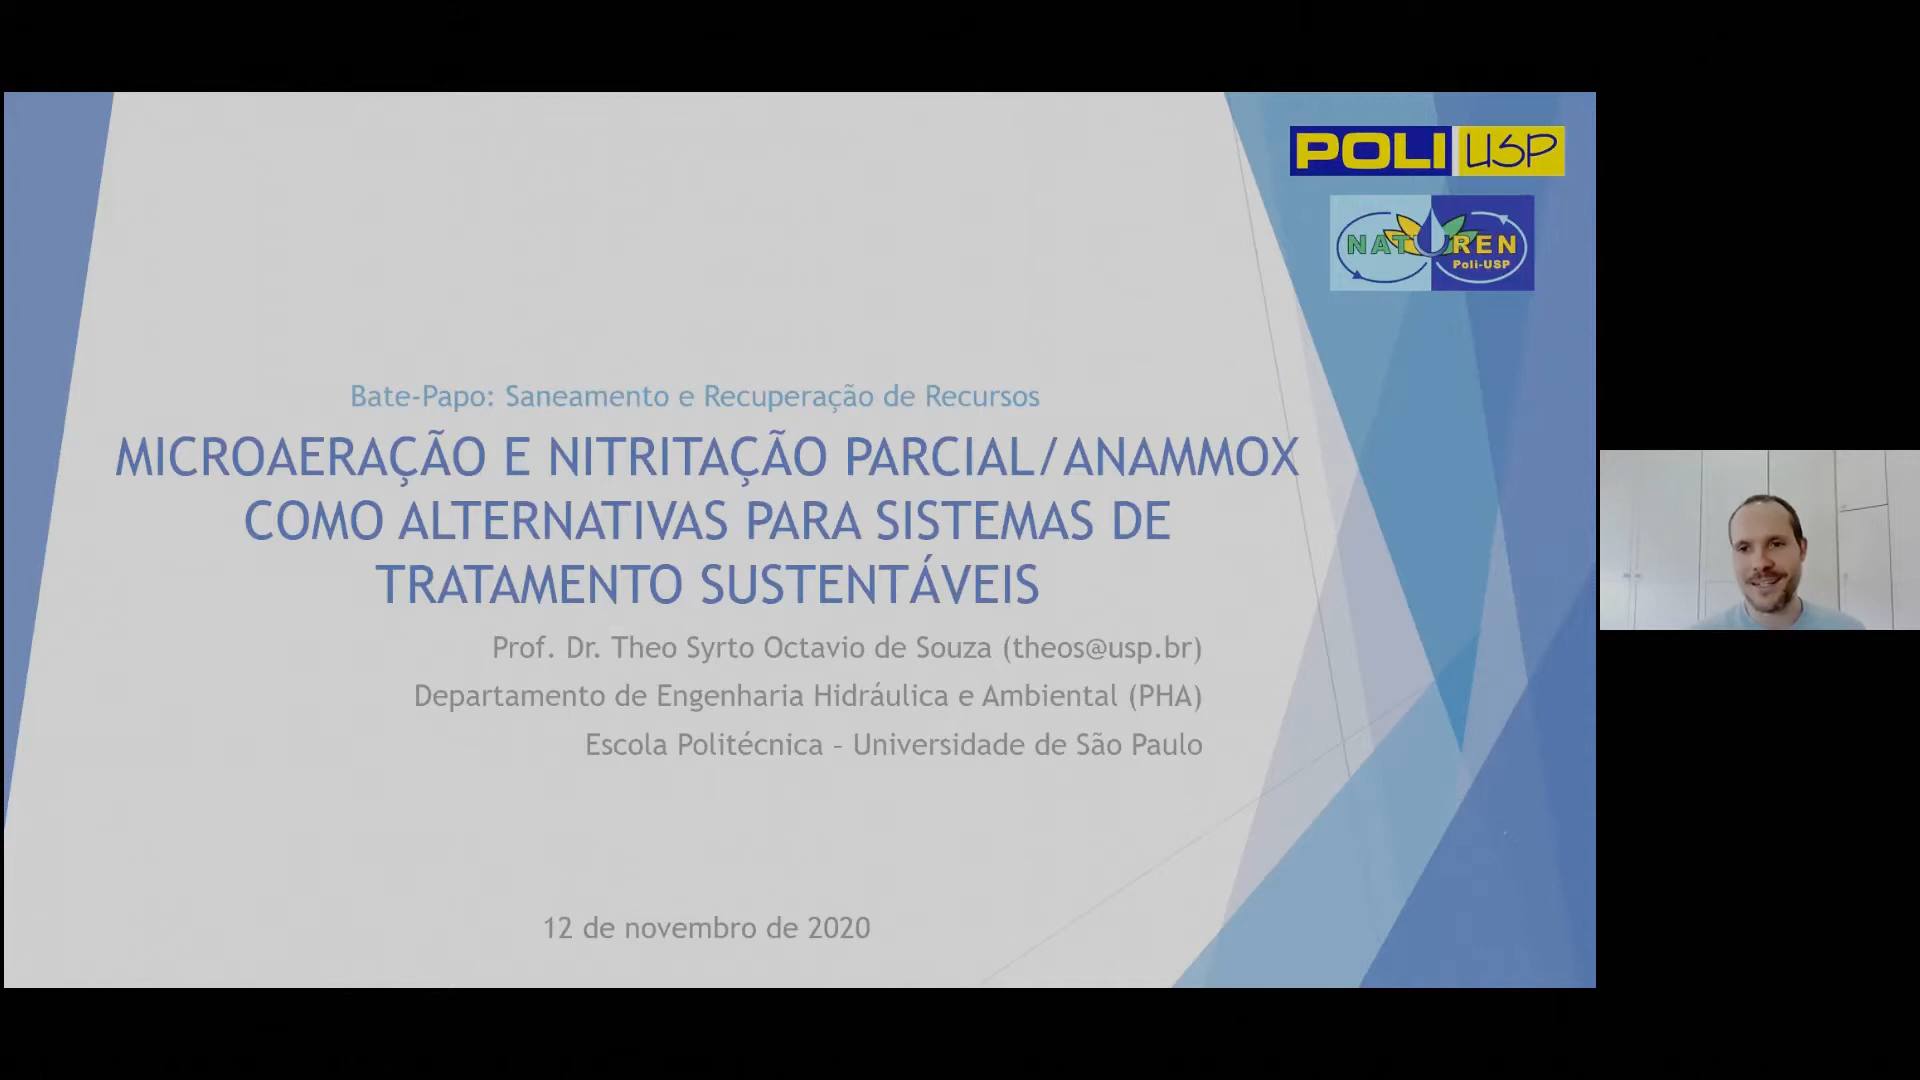 POLI USP
NATUREN
Poli-USP
Bate-Papo: Saneamento e Recuperação de Recursos
MICROAERAÇÃO E NITRITAÇÃO PARCIAL/ANAMMOX
COMO ALTERNATIVAS PARA SISTEMAS DE
TRATAMENTO SUSTENTÁVEIS
Prof. Dr. Theo Syrto Octavio de Souza (theos@usp.br)
Departamento de Engenharia Hidráulica e Ambiental (PHA)
Escola Politécnica – Universidade de São Paulo
12 de novembro de 2020